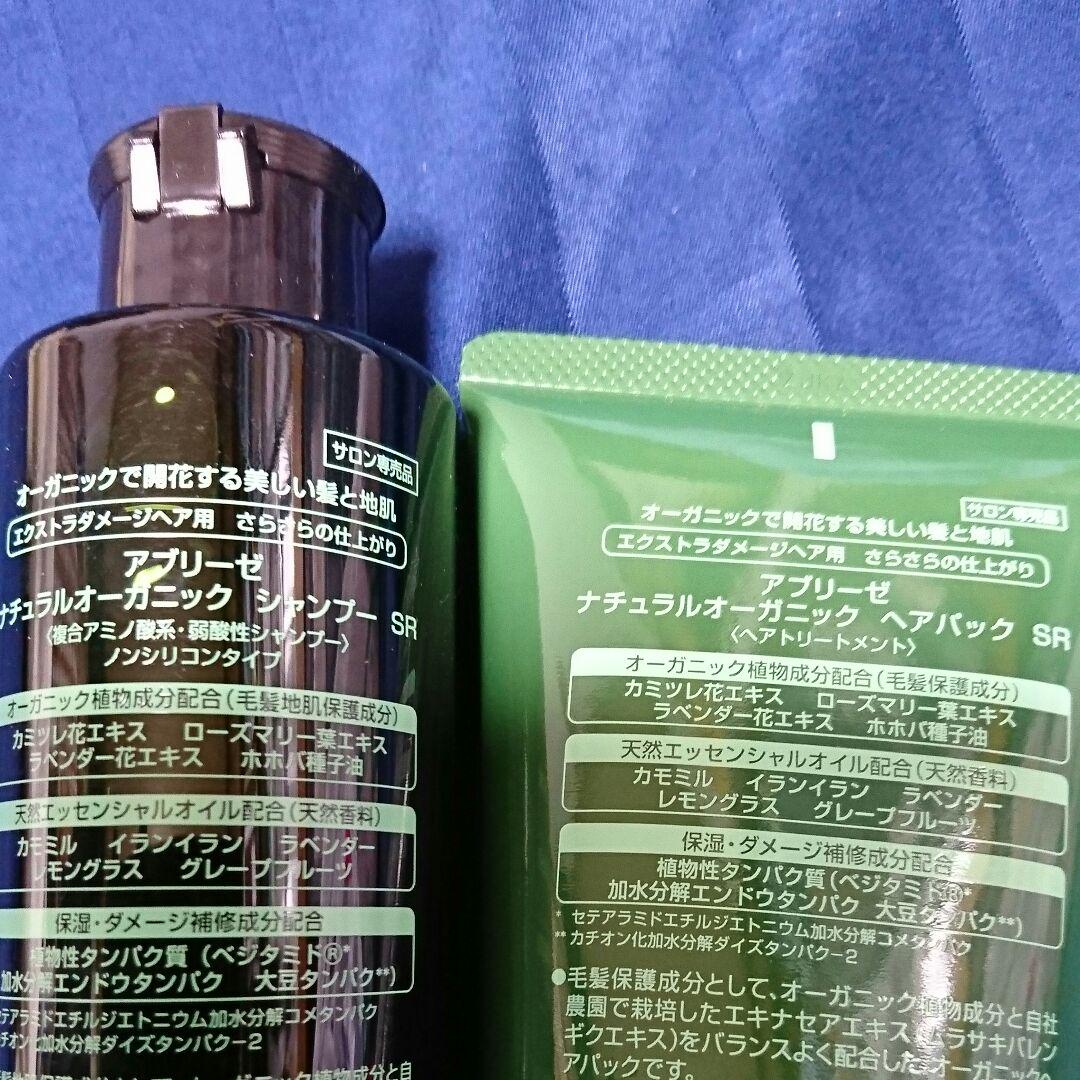 サロン専売品
オーガニックで開花する美しい髪と地肌
エクストラダメージヘア用 さらさらの仕上がり
アブリーゼ
ナチュラルオーガニック シャンプー SR
〈複合アミノ酸系・弱酸性シャンプー〉
ノンシリコンタイプ
オーガニック植物成分配合(毛髪地肌保護成分)
カミツレ花エキス ローズマリー葉エキス
ラベンダー花エキス ホホバ種子油
天然エッセンシャルオイル配合(天然香料)
カモミル イランイラン ラベンダー
レモングラス グレープフルーツ
保湿・ダメージ補修成分配合
植物性タンパク質(ベジタミド®*
加水分解エンドウタンパク 大豆タンパク**)
セテアラミドエチルジエトニウム加水分解コメタンパク
カチオン化加水分解ダイズタンパク-2
サロン専売品
オーガニックで開花する美しい髪と地肌
エクストラダメージヘア用 さらさらの仕上がり
アブリーゼ
ナチュラルオーガニック ヘアパック SR
〈ヘアトリートメント〉
オーガニック植物成分配合(毛髪保護成分)
カミツレ花エキス ローズマリー葉エキス
ラベンダー花エキス ホホバ種子油
天然エッセンシャルオイル配合(天然香料)
カモミル イランイラン ラベンダー
レモングラス グレープフルーツ
保湿・ダメージ補修成分配合
植物性タンパク質(ベジタミド®*
加水分解エンドウタンパク 大豆タンパク**)
* セテアラミドエチルジエトニウム加水分解コメタンパク
** カチオン化加水分解ダイズタンパク-2
●毛髪保護成分として、オーガニック植物成分と自社
農園で栽培したエキナセアエキス(ムラサキバレン
ギクエキス)をバランスよく配合したオーガニックヘ
アパックです。